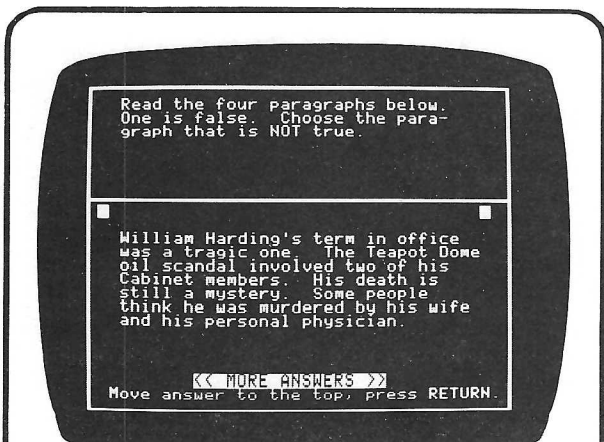 Read the four paragraphs below.
One is false. Choose the para-
graph that is NOT true.
William Harding's term in office
was a tragic one. The Teapot Dome
oil scandal involved two of his
Cabinet members. His death is
still a mystery. Some people
think he was murdered by his wife
and his personal physician.
<< MORE ANSWERS >>
Move answer to the top, press RETURN.